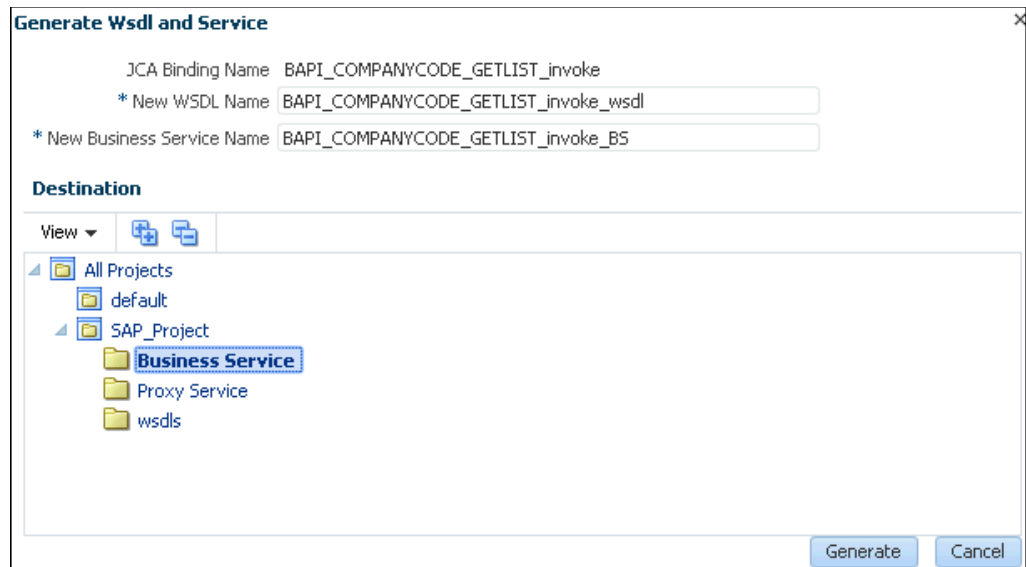 Generate Wsdl and Service
JCA Binding Name BAPI_COMPANYCODE_GETLIST_invoke
* New WSDL Name BAPI_COMPANYCODE_GETLIST_invoke_wsdl
* New Business Service Name BAPI_COMPANYCODE_GETLIST_invoke_BS
Destination
View
All Projects
default
SAP_Project
Business Service
Proxy Service
wsdls
Generate Cancel